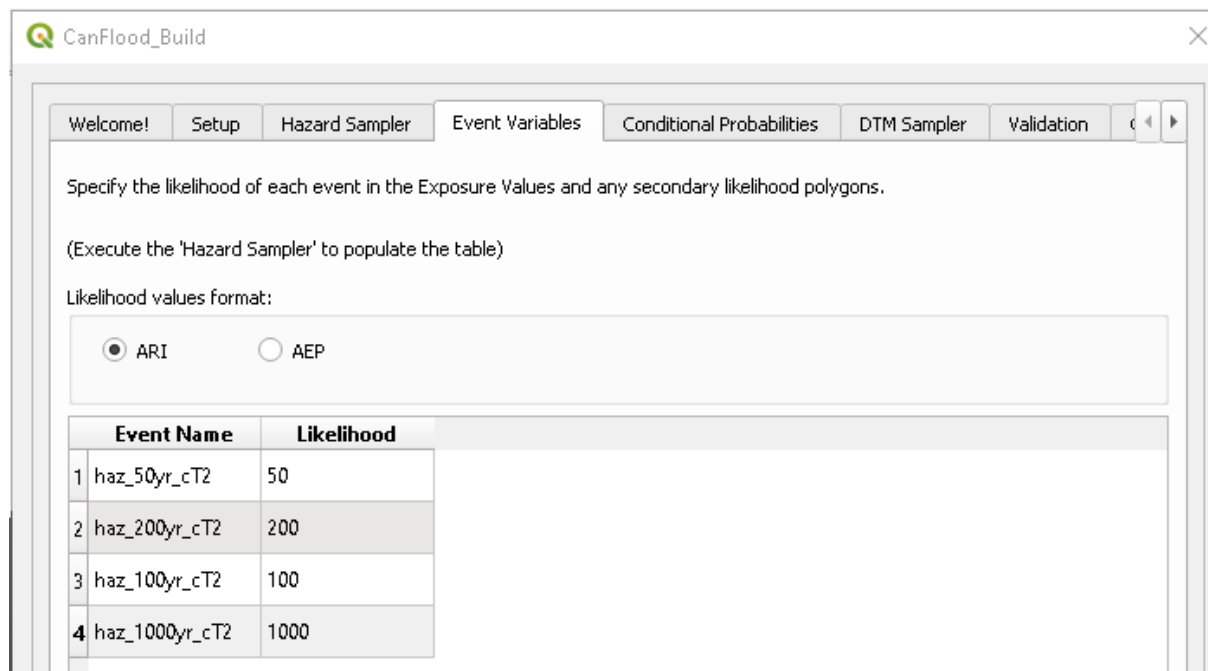 CanFlood_Build
Welcome! Setup Hazard Sampler Event Variables Conditional Probabilities DTM Sampler Validation
Specify the likelihood of each event in the Exposure Values and any secondary likelihood polygons.
(Execute the 'Hazard Sampler' to populate the table)
Likelihood values format:
ARI AEP
Event Name Likelihood
1 haz_50yr_cT2 50
2 haz_200yr_cT2 200
3 haz_100yr_cT2 100
4 haz_1000yr_cT2 1000